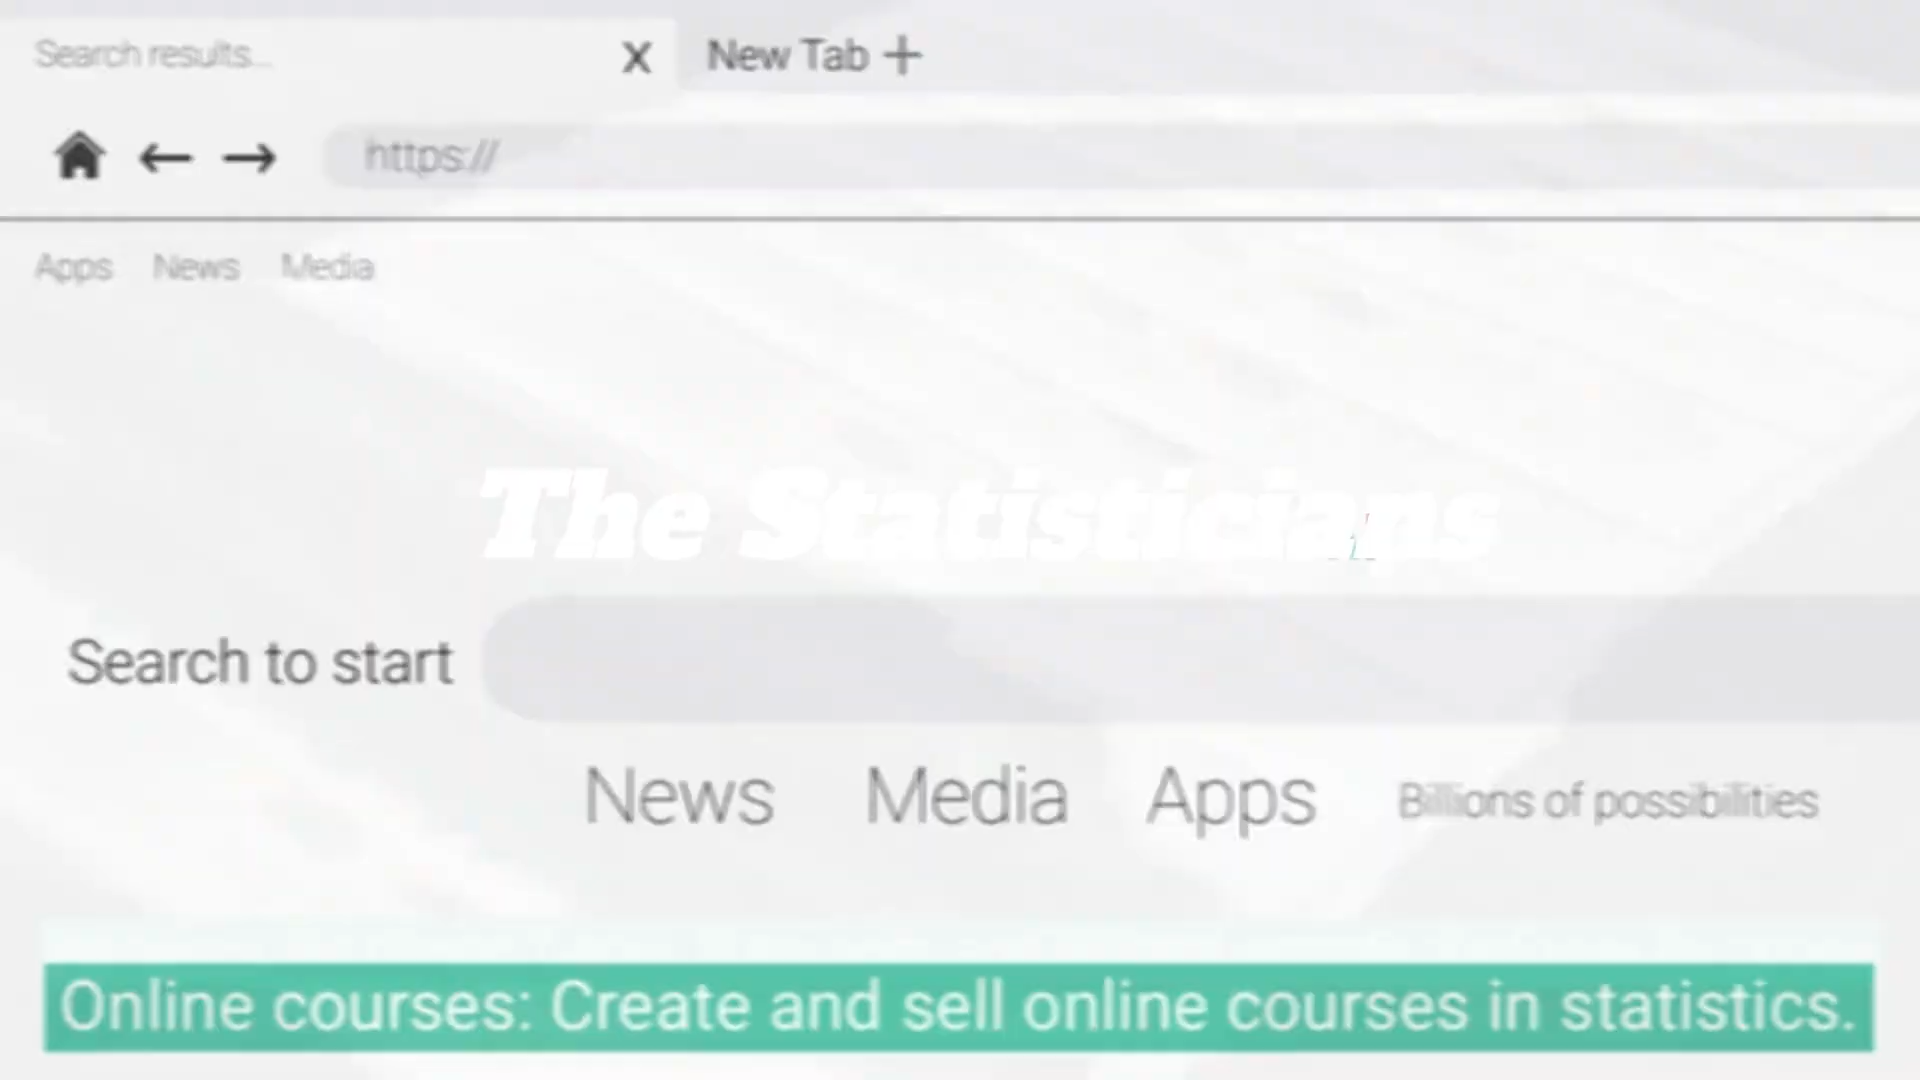 Search results... X New Tab +
https://
Apps News Media
The Statisticians
Search to start
News Media Apps Billions of possibilities
Online courses: Create and sell online courses in statistics.